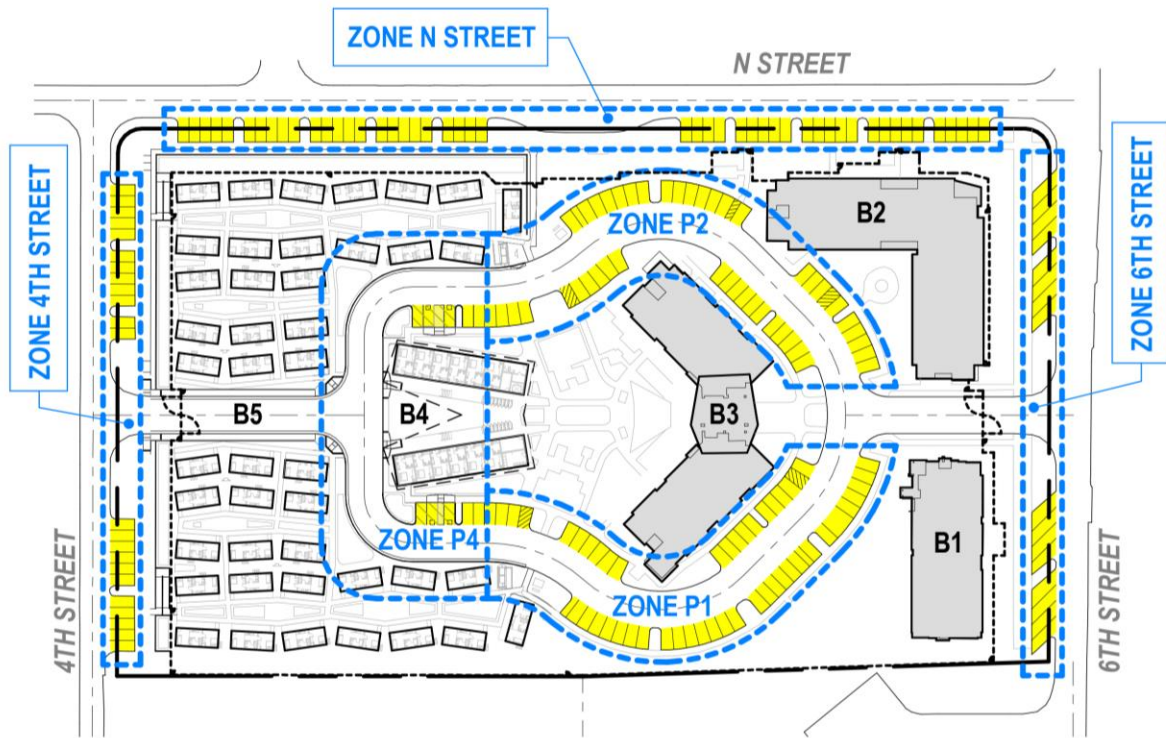 ZONE N STREET
N STREET
ZONE 4TH STREET
ZONE 6TH STREET
ZONE P2
B2
B5
B4
B3
ZONE P4
B1
ZONE P1
4TH STREET
6TH STREET